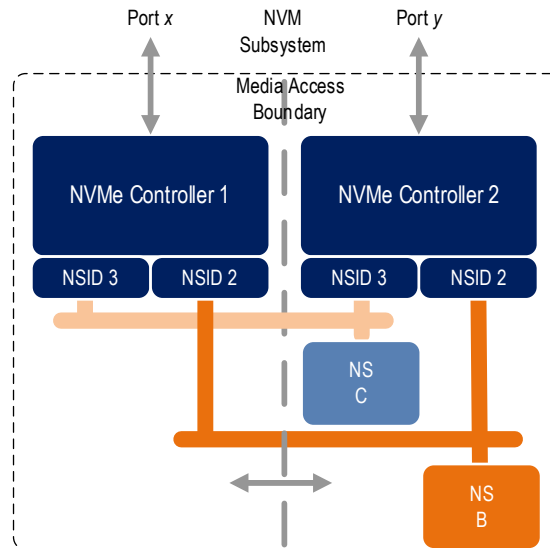 Port x
NVM
Subsystem
Port y
Media Access
Boundary
NVMe Controller 1
NVMe Controller 2
NSID 3
NSID 2
NSID 3
NSID 2
NS
C
NS
B